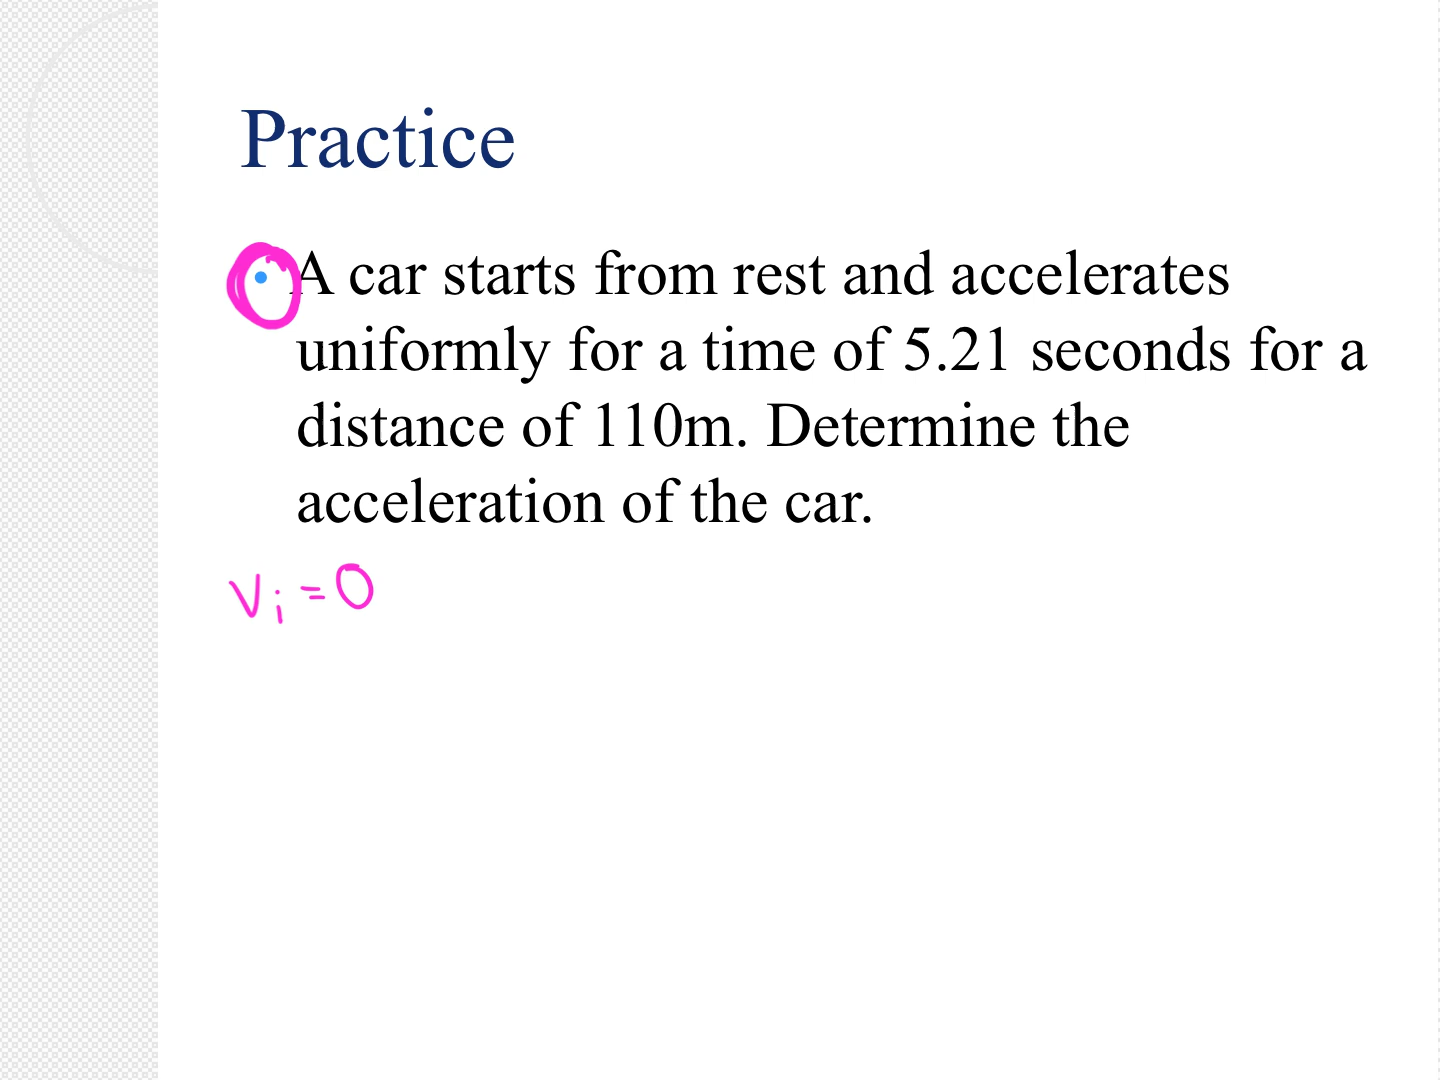 Practice
• A car starts from rest and accelerates
uniformly for a time of 5.21 seconds for a
distance of 110m. Determine the
acceleration of the car.
Vi = 0